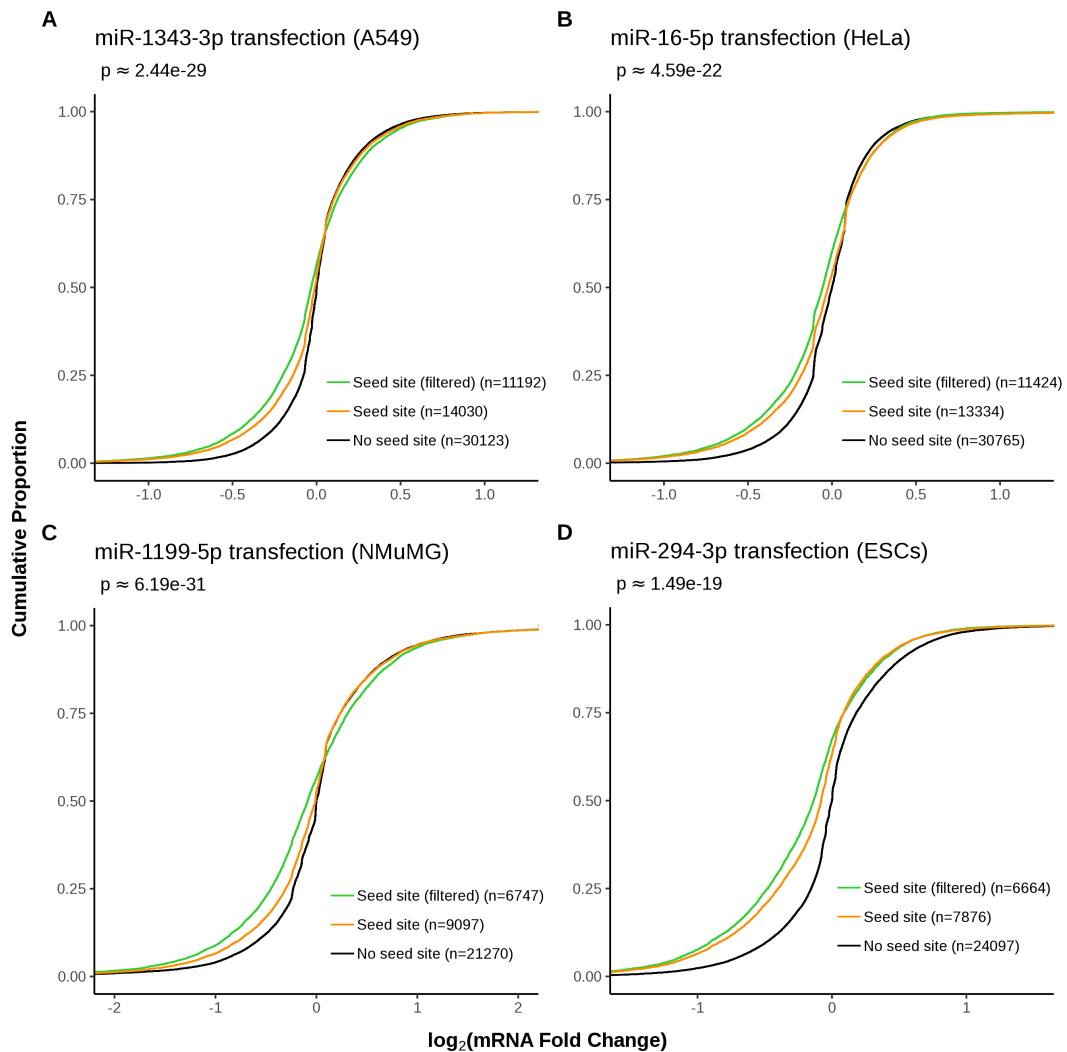 A
miR-1343-3p transfection (A549)
p ≈ 2.44e-29
1.00
0.75
0.50
0.25
0.00
Seed site (filtered) (n=11192)
Seed site (n=14030)
No seed site (n=30123)
-1.0 -0.5 0.0 0.5 1.0
B
miR-16-5p transfection (HeLa)
p ≈ 4.59e-22
1.00
0.75
0.50
0.25
0.00
Seed site (filtered) (n=11424)
Seed site (n=13334)
No seed site (n=30765)
-1.0 -0.5 0.0 0.5 1.0
C
miR-1199-5p transfection (NMuMG)
p ≈ 6.19e-31
1.00
0.75
0.50
0.25
0.00
Seed site (filtered) (n=6747)
Seed site (n=9097)
No seed site (n=21270)
-2 -1 0 1 2
D
miR-294-3p transfection (ESCs)
p ≈ 1.49e-19
1.00
0.75
0.50
0.25
0.00
Seed site (filtered) (n=6664)
Seed site (n=7876)
No seed site (n=24097)
-1 0 1
Cumulative Proportion
log₂(mRNA Fold Change)